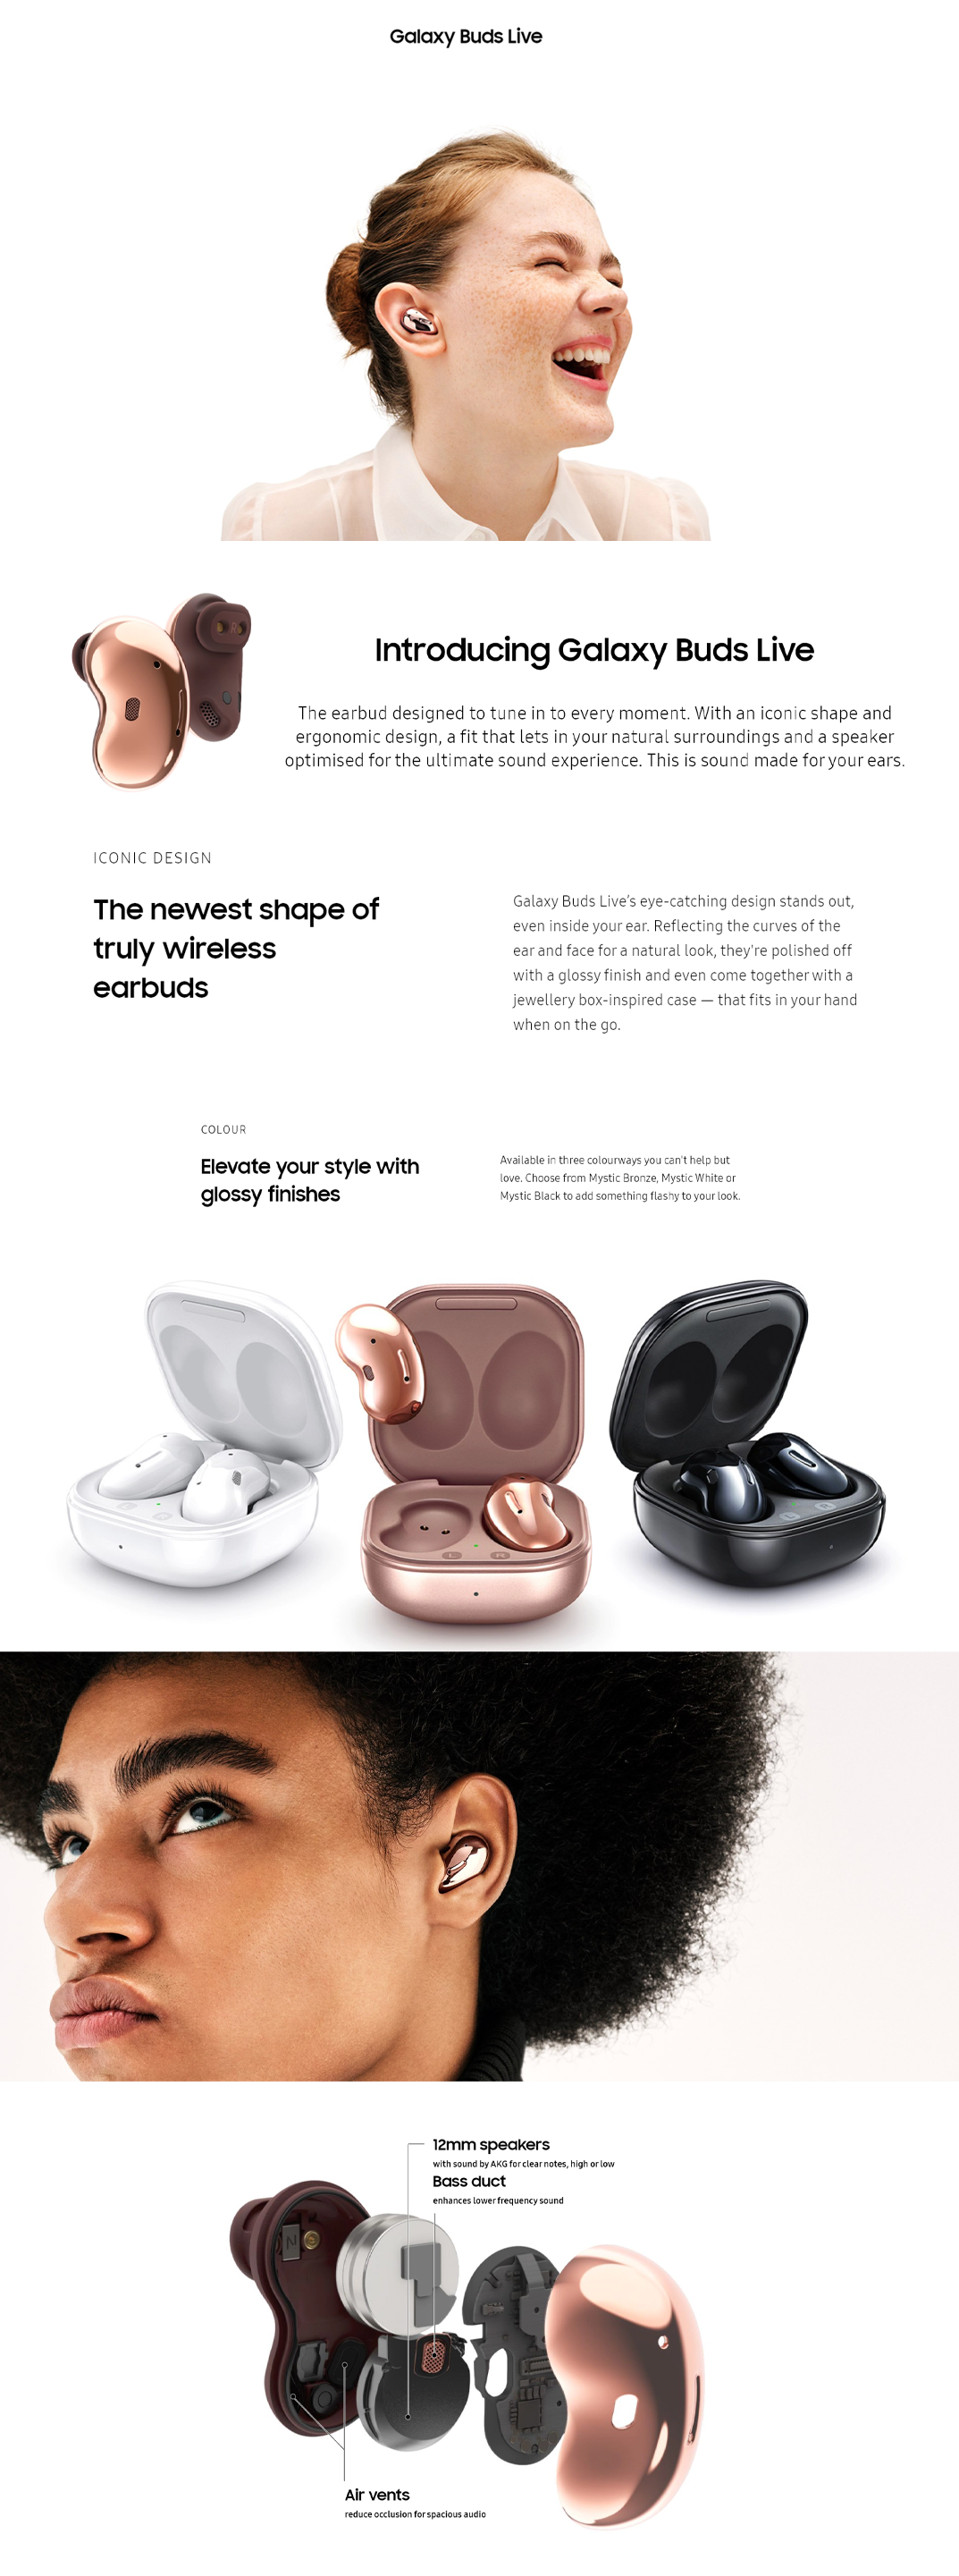 Galaxy Buds Live
Introducing Galaxy Buds Live
The earbud designed to tune in to every moment. With an iconic shape and
ergonomic design, a fit that lets in your natural surroundings and a speaker
optimised for the ultimate sound experience. This is sound made for your ears.
ICONIC DESIGN
The newest shape of
truly wireless
earbuds
Galaxy Buds Live's eye-catching design stands out,
even inside your ear. Reflecting the curves of the
ear and face for a natural look, they're polished off
with a glossy finish and even come together with a
jewellery box-inspired case — that fits in your hand
when on the go.
COLOUR
Elevate your style with
glossy finishes
Available in three colourways you can't help but
love. Choose from Mystic Bronze, Mystic White or
Mystic Black to add something flashy to your look.
L R
12mm speakers
with sound by AKG for clear notes, high or low
Bass duct
enhances lower frequency sound
Air vents
reduce occlusion for spacious audio